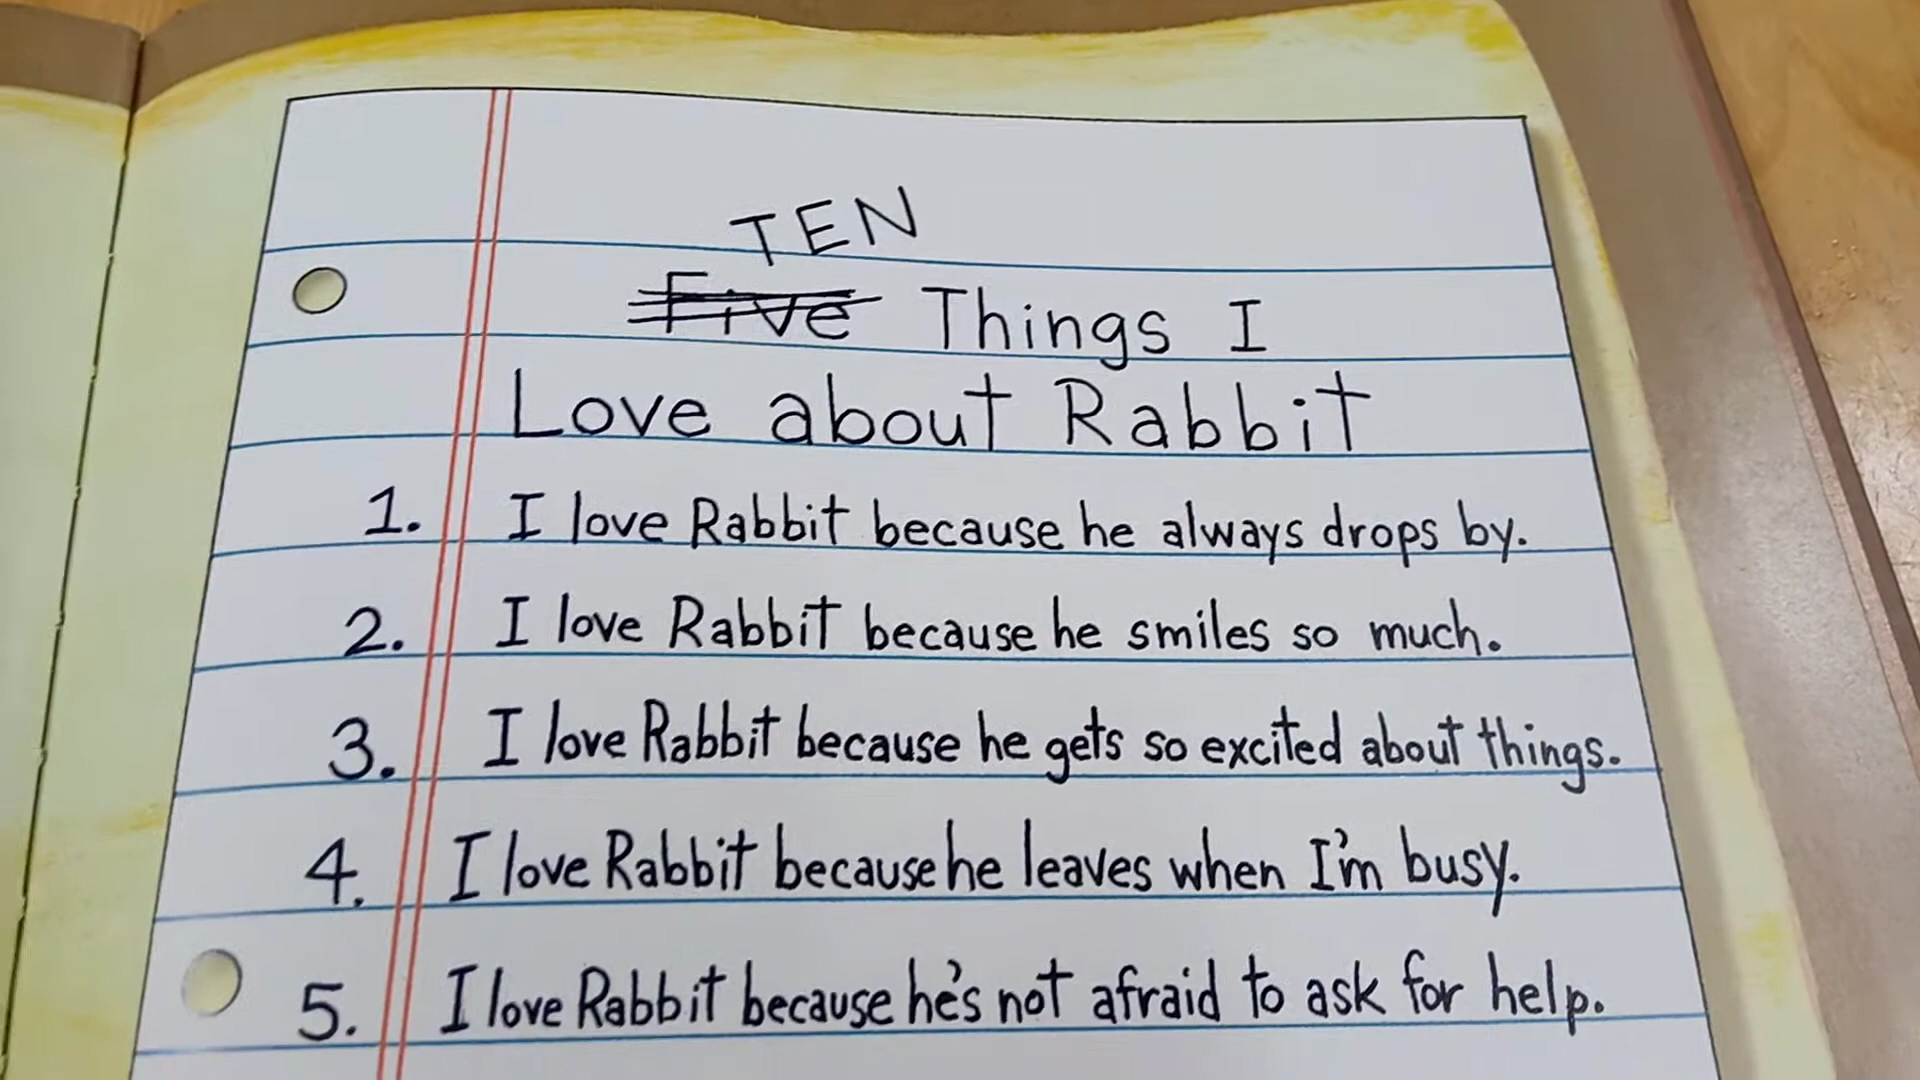 TEN
Five Things I
Love about Rabbit
1. I love Rabbit because he always drops by.
2. I love Rabbit because he smiles so much.
3. I love Rabbit because he gets so excited about things.
4. I love Rabbit because he leaves when I'm busy.
5. I love Rabbit because he's not afraid to ask for help.